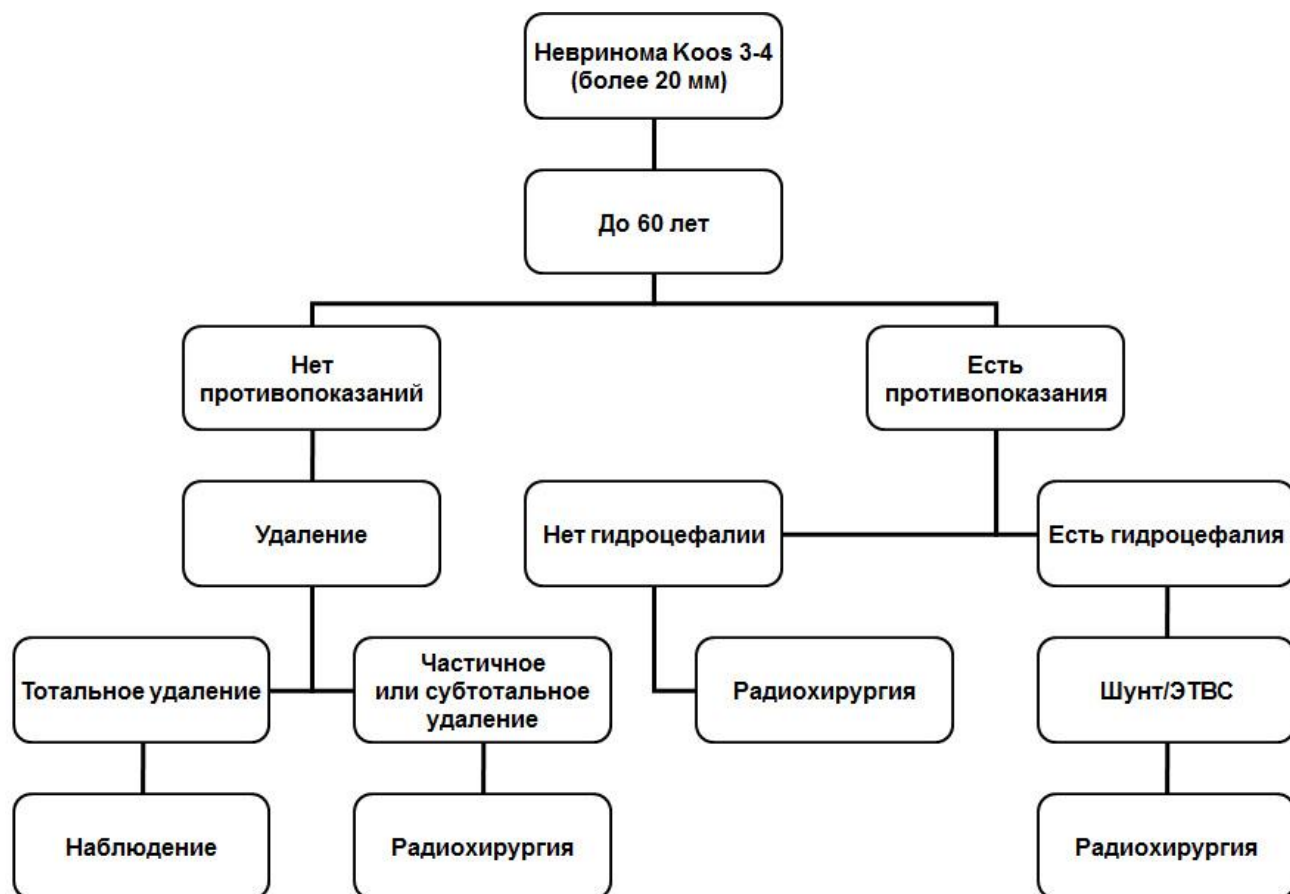 Невринома Koos 3-4
(более 20 мм)
До 60 лет
Нет
противопоказаний
Есть
противопоказания
Удаление
Нет гидроцефалии
Есть гидроцефалия
Тотальное удаление
Частичное
или субтотальное
удаление
Радиохирургия
Шунт/ЭТВС
Наблюдение
Радиохирургия
Радиохирургия